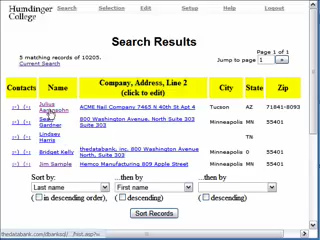 Humdinger
College
Search Selection Edit Setup Help Logout
Search Results
Page 1 of 1
5 matching records of 10205.
Current Search
Jump to page 1 >
Contacts Name Company, Address, Line 2 (click to edit) City State Zip
Julius Aaronsohn ACME Nail Company 7465 N 40th St Apt 4 Tucson AZ 71841-8093
Sean Gardner 800 Washington Avenue, North Suite 303 Suite 303 Minneapolis MN 55401
Lindsey Harris TN
Bridget Kelly thedatabank, inc. 800 Washington Avenue North, Suite 303 Minneapolis 0 55401
Jim Sample Hemco Manufacturing 809 Apple Street Minneapolis MN 55401
Sort by: ...then by ...then by
Last name First name
(in descending order), (descending) (descending)
Sort Records